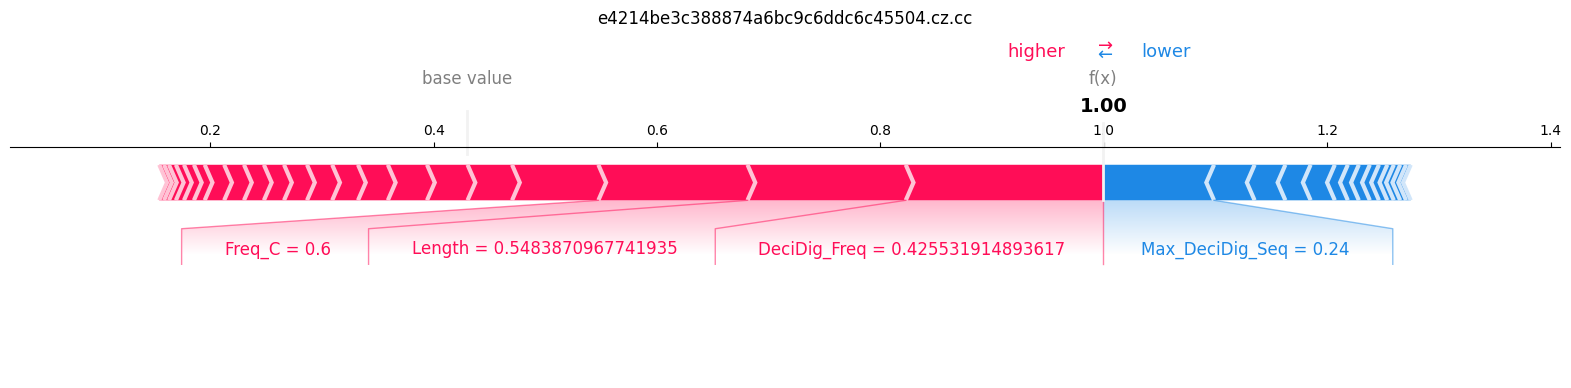 e4214be3c388874a6bc9c6ddc6c45504.cz.cc
higher ⇄ lower
base value f(x)
1.00
0.2 0.4 0.6 0.8 1.0 1.2 1.4
Freq_C = 0.6 Length = 0.5483870967741935 DeciDig_Freq = 0.425531914893617 Max_DeciDig_Seq = 0.24